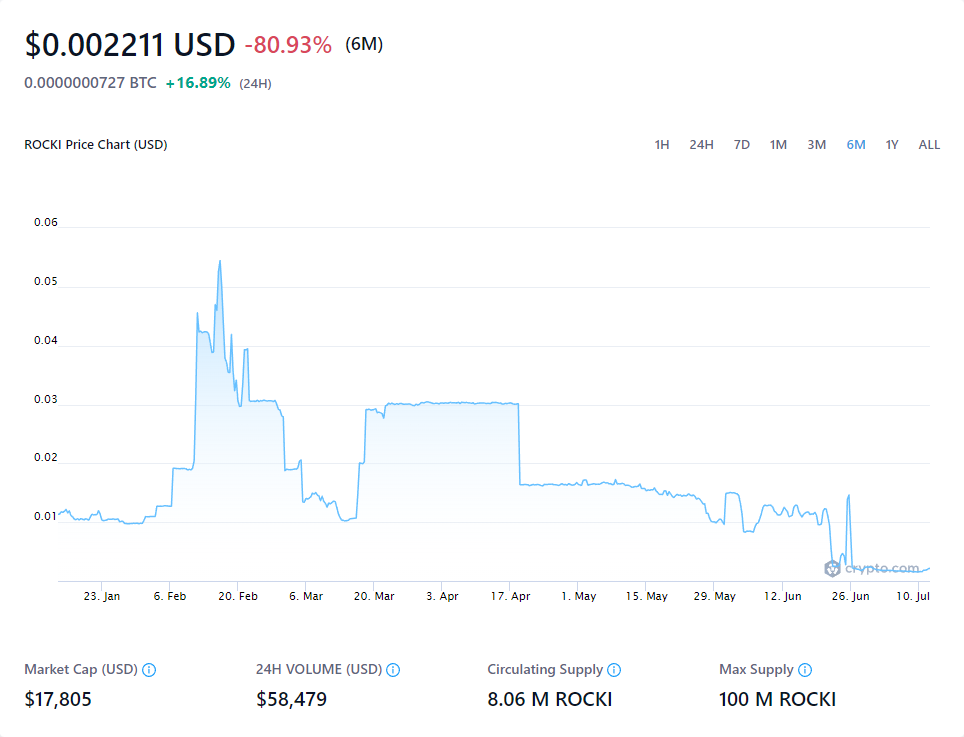 $0.002211 USD -80.93% (6M)
0.0000000727 BTC +16.89% (24H)
ROCKI Price Chart (USD) 1H 24H 7D 1M 3M 6M 1Y ALL
0.06
0.05
0.04
0.03
0.02
0.01
crypto.com
23. Jan 6. Feb 20. Feb 6. Mar 20. Mar 3. Apr 17. Apr 1. May 15. May 29. May 12. Jun 26. Jun 10. Jul
Market Cap (USD) 24H VOLUME (USD) Circulating Supply Max Supply
$17,805 $58,479 8.06 M ROCKI 100 M ROCKI